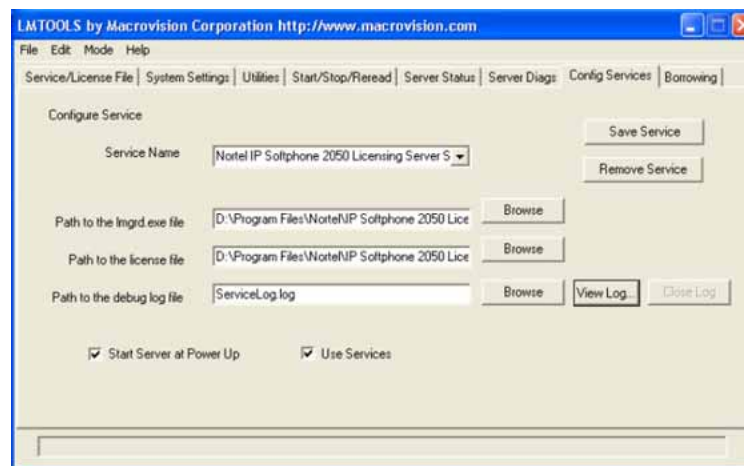 LMTOOLS by Macrovision Corporation http://www.macrovision.com
File Edit Mode Help
Service/License File System Settings Utilities Start/Stop/Reread Server Status Server Diags Config Services Borrowing
Configure Service
Save Service
Service Name Nortel IP Softphone 2050 Licensing Server S
Remove Service
Path to the lmgrd.exe file D:\Program Files\Nortel\IP Softphone 2050 Lice Browse
Path to the license file D:\Program Files\Nortel\IP Softphone 2050 Lice Browse
Path to the debug log file ServiceLog.log Browse View Log... Close Log
Start Server at Power Up Use Services